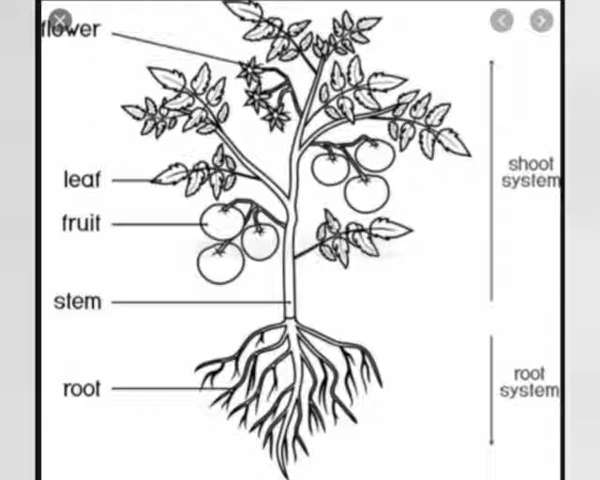 flower
leaf
fruit
stem
root
shoot
system
root
system